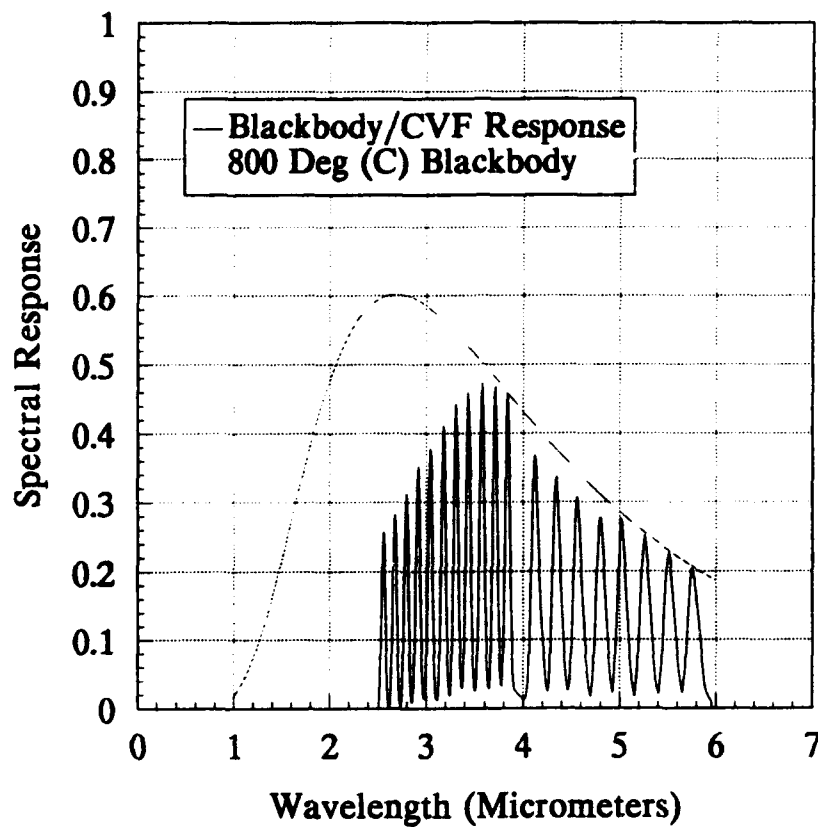 1
0.9
0.8
0.7
0.6
0.5
0.4
0.3
0.2
0.1
0
Spectral Response
Blackbody/CVF Response
800 Deg (C) Blackbody
0 1 2 3 4 5 6 7
Wavelength (Micrometers)